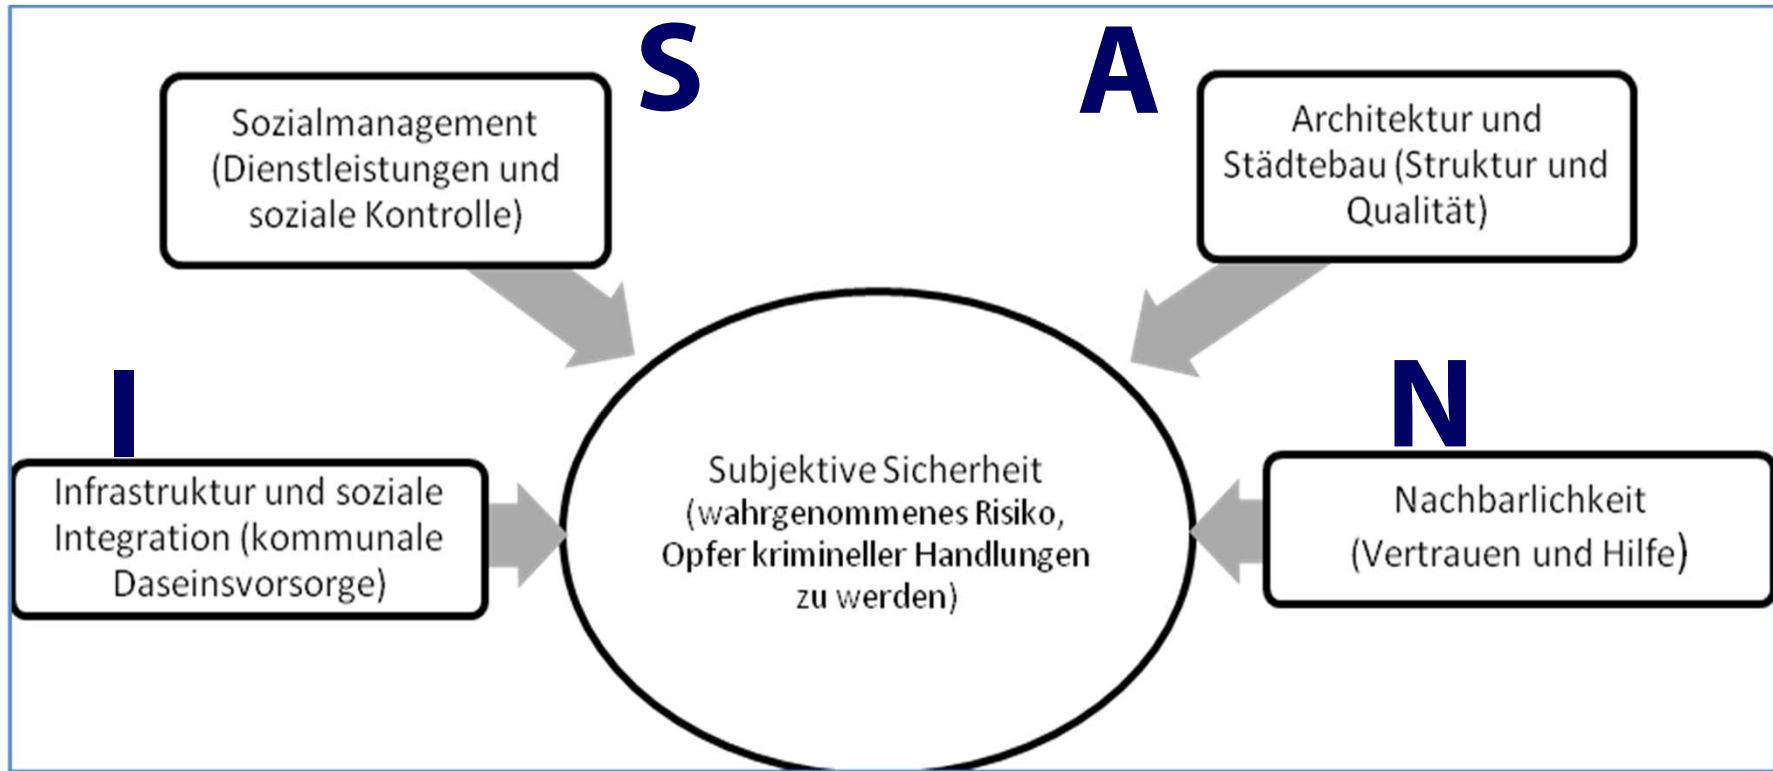 S
A
Sozialmanagement
(Dienstleistungen und
soziale Kontrolle)
Architektur und
Städtebau (Struktur und
Qualität)
I
N
Infrastruktur und soziale
Integration (kommunale
Daseinsvorsorge)
Subjektive Sicherheit
(wahrgenommenes Risiko,
Opfer krimineller Handlungen
zu werden)
Nachbarlichkeit
(Vertrauen und Hilfe)